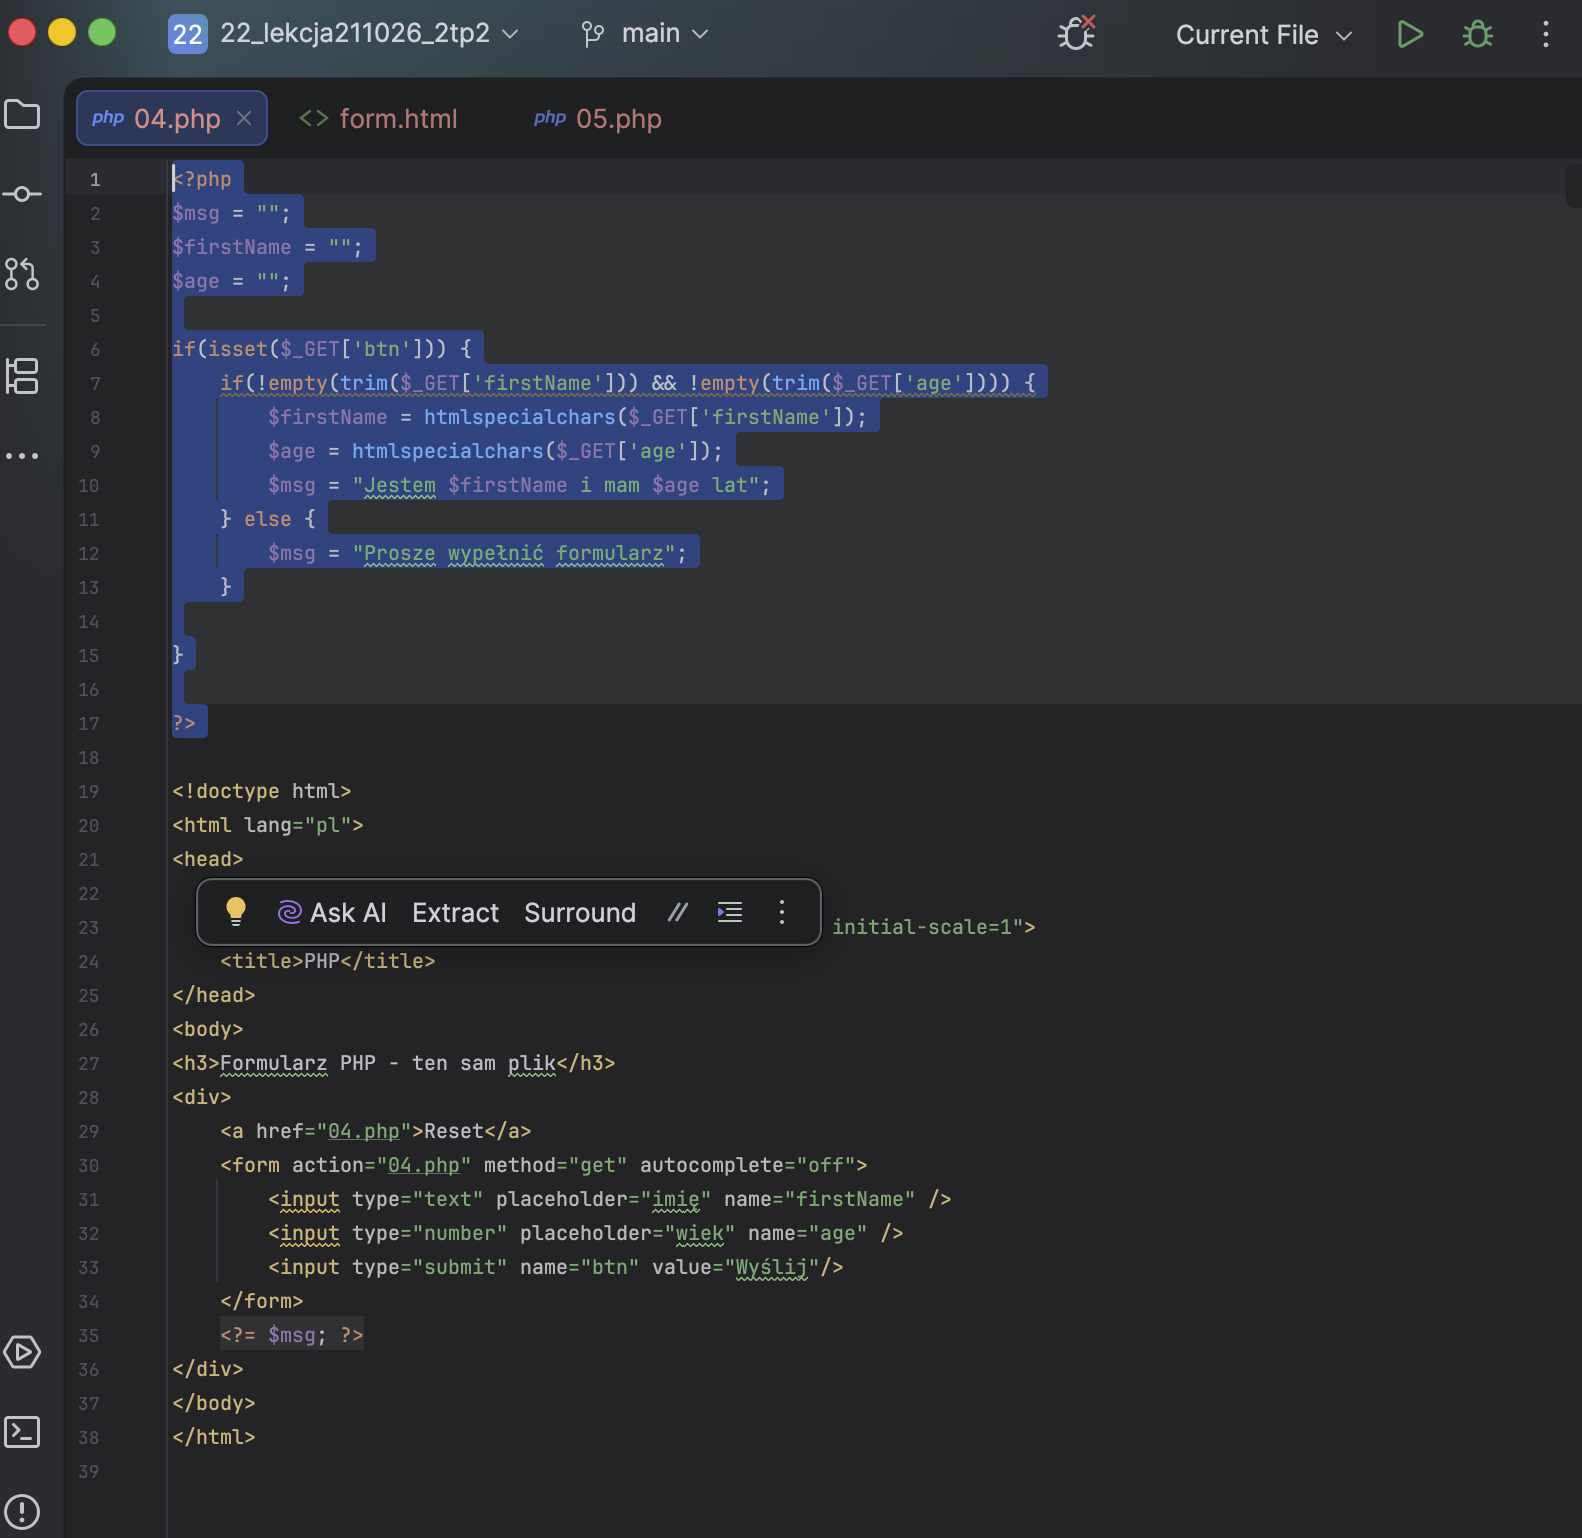 22 22_lekcja211026_2tp2 main Current File
php 04.php <> form.html php 05.php
1 <?php
2 $msg = "";
3 $firstName = "";
4 $age = "";
5
6 if(isset($_GET['btn'])) {
7     if(!empty(trim($_GET['firstName'])) && !empty(trim($_GET['age']))) {
8         $firstName = htmlspecialchars($_GET['firstName']);
9         $age = htmlspecialchars($_GET['age']);
10         $msg = "Jestem $firstName i mam $age lat";
11     } else {
12         $msg = "Prosze wypełnić formularz";
13     }
14
15 }
16
17 ?>
18
19 <!doctype html>
20 <html lang="pl">
21 <head>
22
Ask AI Extract Surround //
23 initial-scale=1">
24     <title>PHP</title>
25 </head>
26 <body>
27 <h3>Formularz PHP - ten sam plik</h3>
28 <div>
29     <a href="04.php">Reset</a>
30     <form action="04.php" method="get" autocomplete="off">
31         <input type="text" placeholder="imię" name="firstName" />
32         <input type="number" placeholder="wiek" name="age" />
33         <input type="submit" name="btn" value="Wyślij"/>
34     </form>
35     <?= $msg; ?>
36 </div>
37 </body>
38 </html>
39